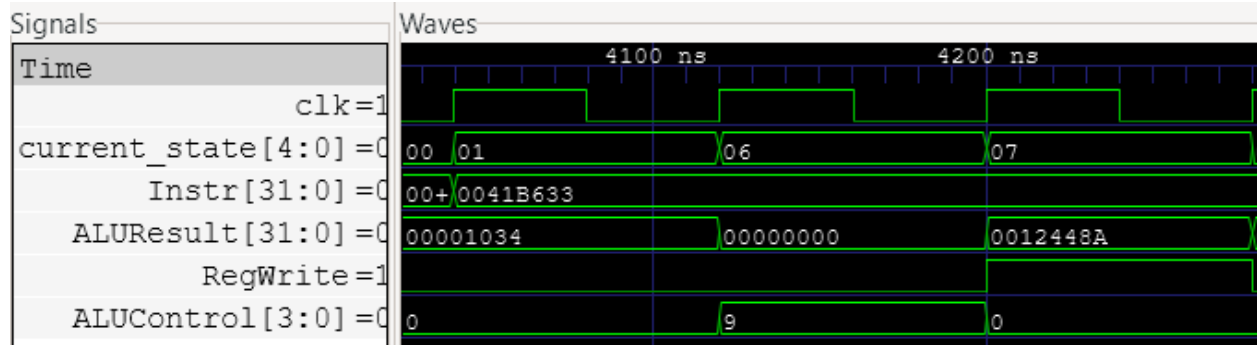 Signals Waves
Time 4100 ns 4200 ns
clk=1
current_state[4:0]=0 00 01 06 07
Instr[31:0]=0 00+ 0041B633
ALUResult[31:0]=0 00001034 00000000 0012448A
RegWrite=1
ALUControl[3:0]=0 0 9 0